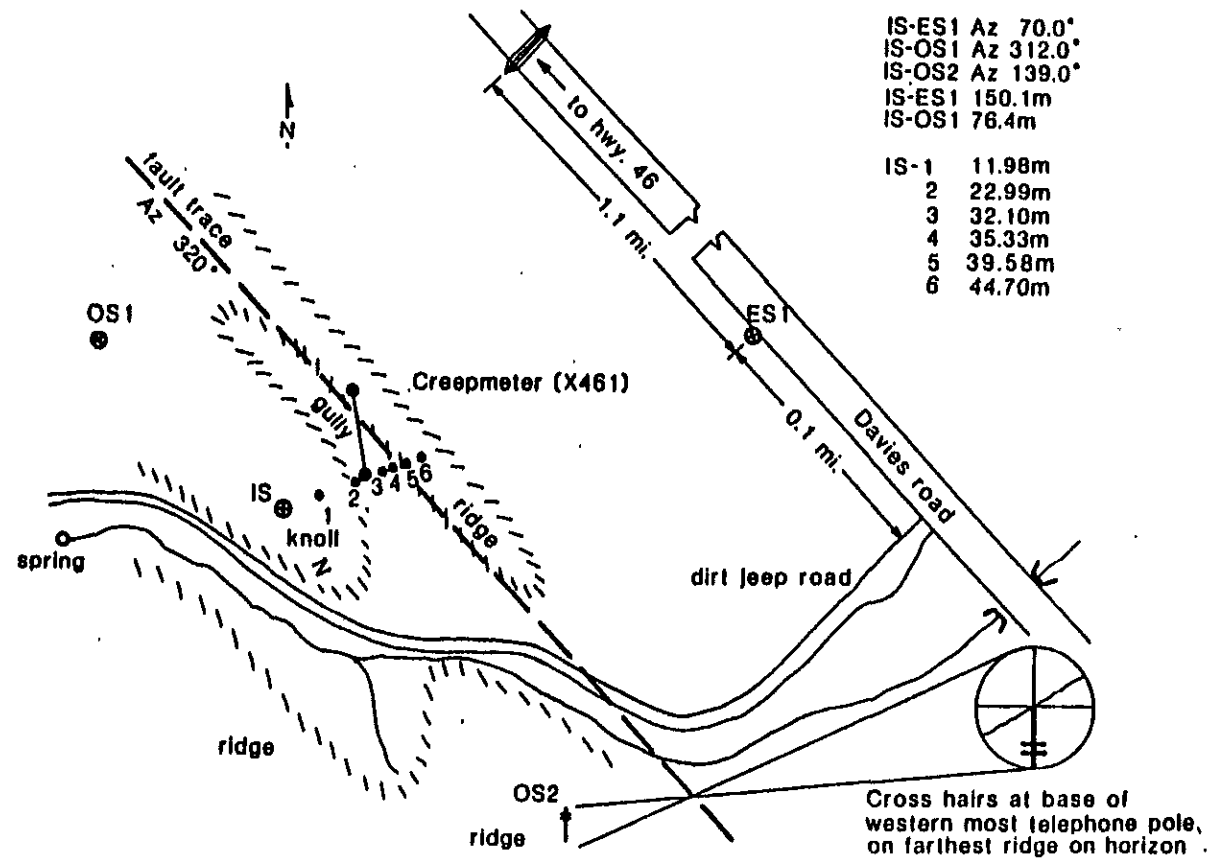 IS-ES1 Az 70.0°
IS-OS1 Az 312.0°
IS-OS2 Az 139.0°
IS-ES1 150.1m
IS-OS1 76.4m
IS-1 11.98m
2 22.99m
3 32.10m
4 35.33m
5 39.58m
6 44.70m
to hwy. 46
N
fault trace
Az 320°
1.1 mi.
OS1
ES1
Creepmeter (X461)
gully
0.1 mi.
Davies road
IS
1
2
3
4
5
6
knoll
ridge
spring
dirt jeep road
ridge
OS2
ridge
Cross hairs at base of
western most telephone pole,
on farthest ridge on horizon .